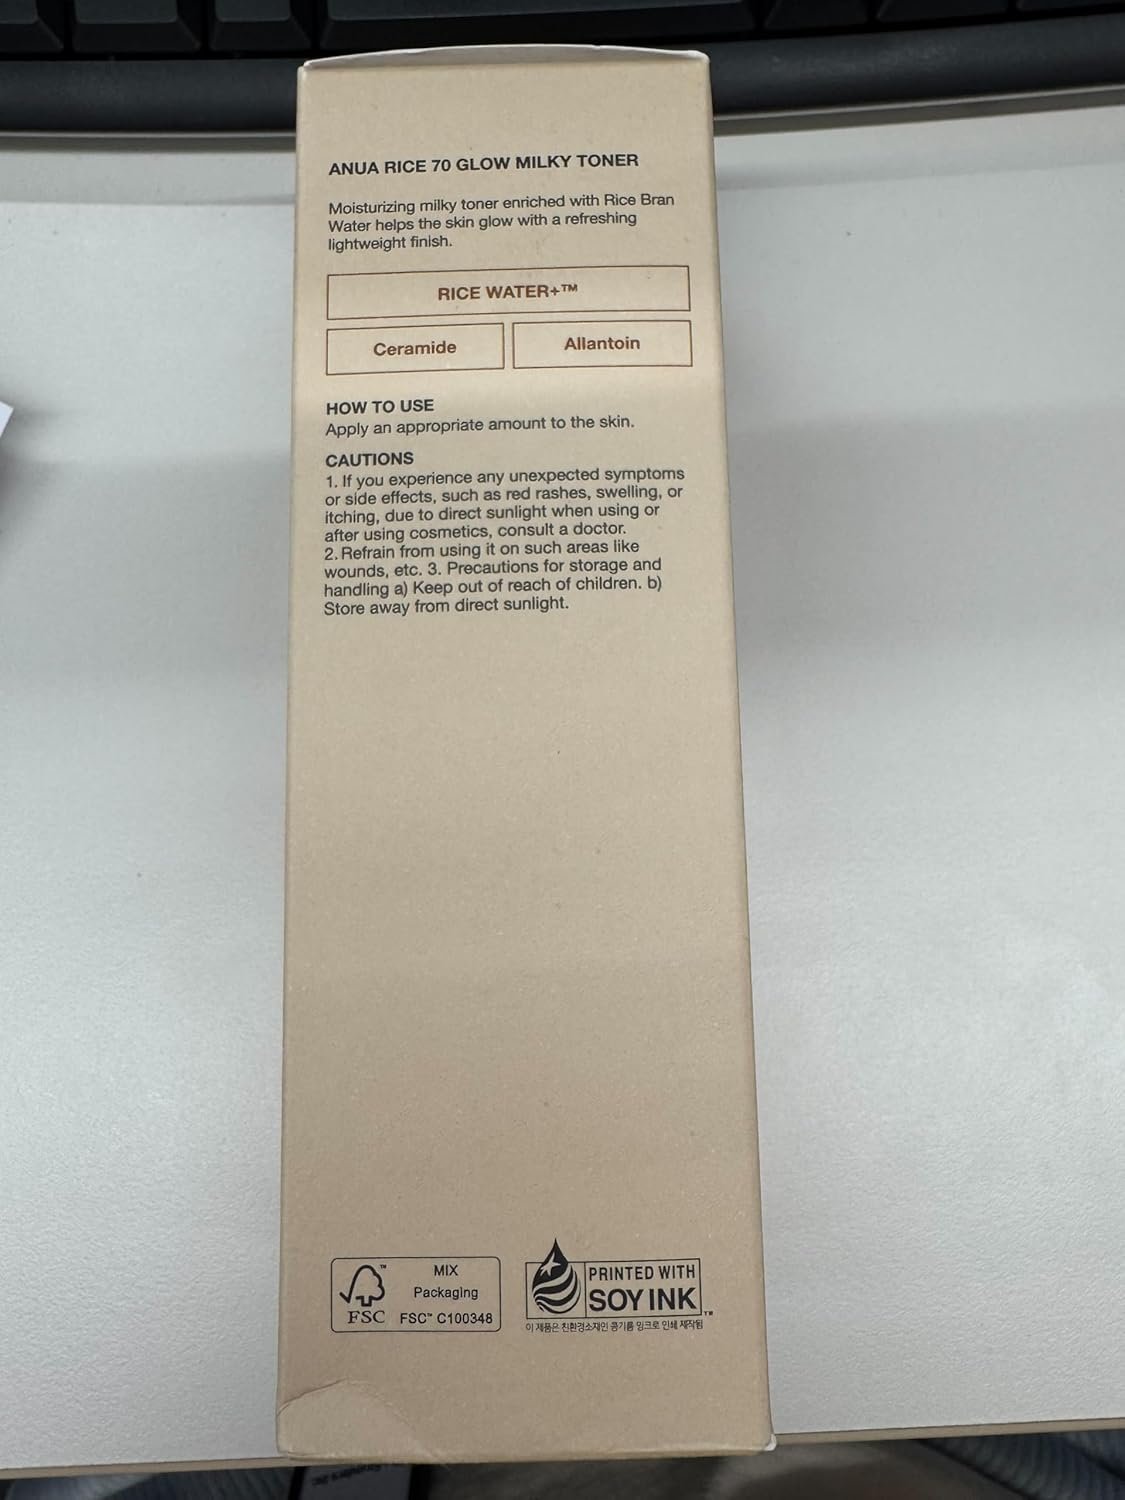 ANUA RICE 70 GLOW MILKY TONER
Moisturizing milky toner enriched with Rice Bran
Water helps the skin glow with a refreshing
lightweight finish.
RICE WATER+™
Ceramide
Allantoin
HOW TO USE
Apply an appropriate amount to the skin.
CAUTIONS
1. If you experience any unexpected symptoms
or side effects, such as red rashes, swelling, or
itching, due to direct sunlight when using or
after using cosmetics, consult a doctor.
2. Refrain from using it on such areas like
wounds, etc. 3. Precautions for storage and
handling a) Keep out of reach of children. b)
Store away from direct sunlight.
™
FSC
MIX
Packaging
FSC™ C100348
PRINTED WITH
SOY INK™
이 제품은 친환경소재인 콩기름 잉크로 인쇄 제작됨